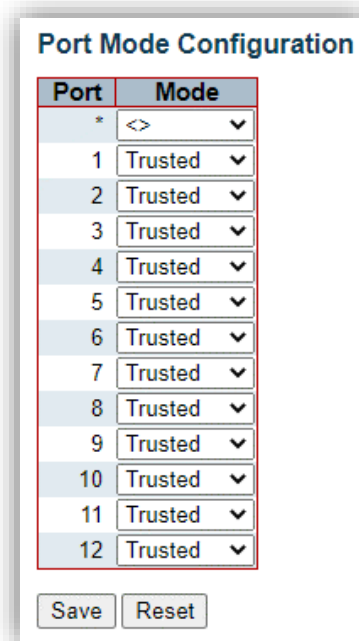 Port Mode Configuration
Port Mode
* <>
1 Trusted
2 Trusted
3 Trusted
4 Trusted
5 Trusted
6 Trusted
7 Trusted
8 Trusted
9 Trusted
10 Trusted
11 Trusted
12 Trusted
Save Reset